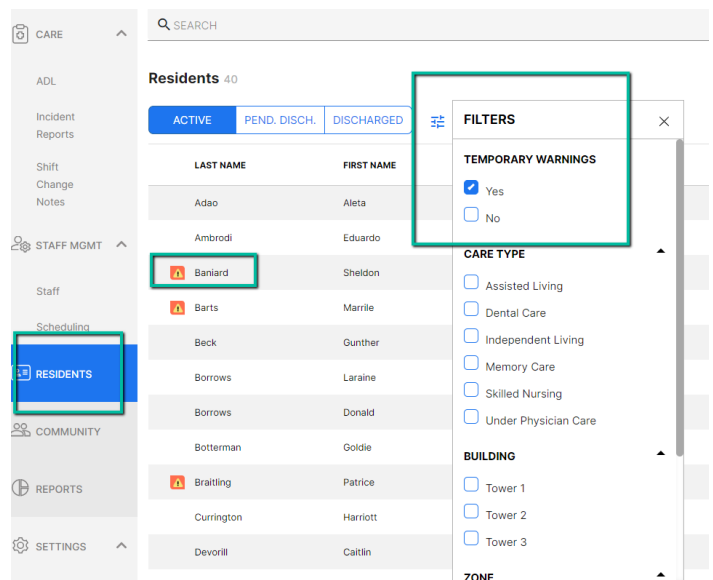 CARE
ADL
Incident
Reports
Shift
Change
Notes
STAFF MGMT
Staff
Scheduling
RESIDENTS
COMMUNITY
REPORTS
SETTINGS
SEARCH
Residents 40
ACTIVE PEND. DISCH. DISCHARGED
LAST NAME FIRST NAME
Adao Aleta
Ambrodi Eduardo
Baniard Sheldon
Barts Marrile
Beck Gunther
Borrows Laraine
Borrows Donald
Botterman Goldie
Braitling Patrice
Currington Harriott
Devorill Caitlin
FILTERS
TEMPORARY WARNINGS
Yes
No
CARE TYPE
Assisted Living
Dental Care
Independent Living
Memory Care
Skilled Nursing
Under Physician Care
BUILDING
Tower 1
Tower 2
Tower 3
ZONE